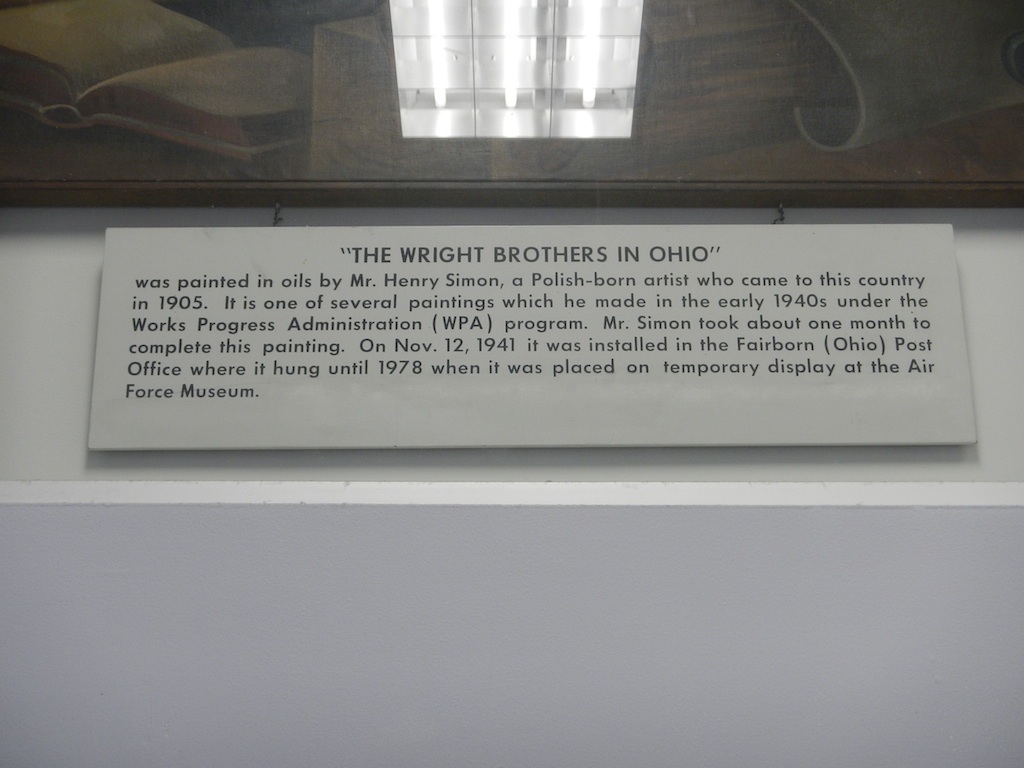 "THE WRIGHT BROTHERS IN OHIO"
was painted in oils by Mr. Henry Simon, a Polish-born artist who came to this country
in 1905. It is one of several paintings which he made in the early 1940s under the
Works Progress Administration (WPA) program. Mr. Simon took about one month to
complete this painting. On Nov. 12, 1941 it was installed in the Fairborn (Ohio) Post
Office where it hung until 1978 when it was placed on temporary display at the Air
Force Museum.